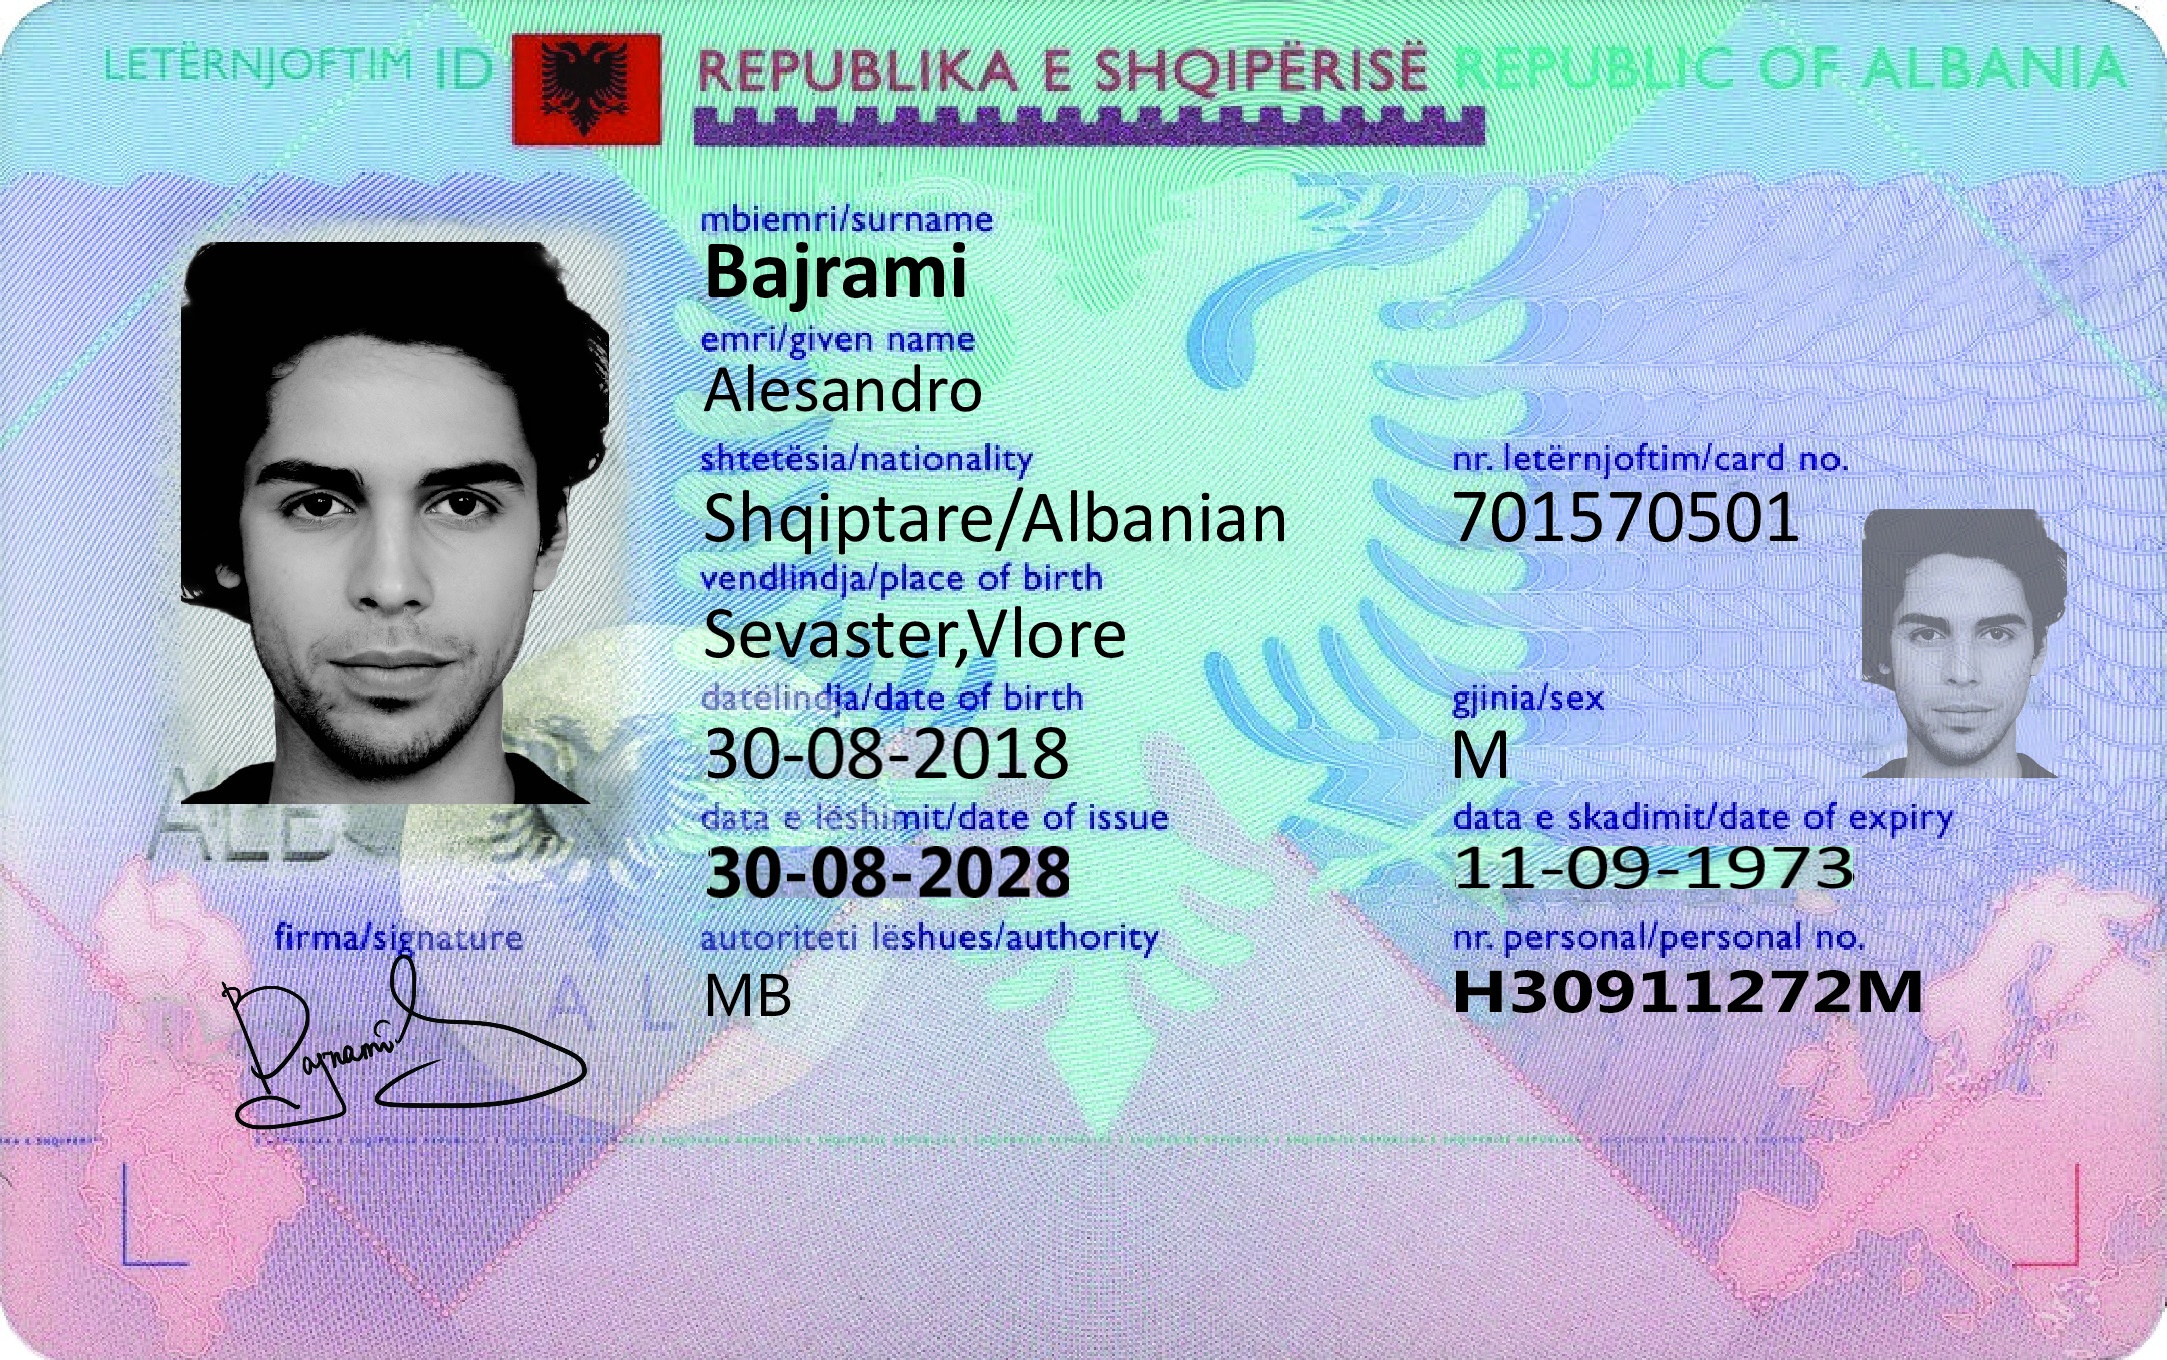 LETËRNJOFTIM ID REPUBLIKA E SHQIPËRISË REPUBLIC OF ALBANIA
mbiemri/surname
Bajrami
emri/given name
Alesandro
shtetësia/nationality nr. letërnjoftim/card no.
Shqiptare/Albanian 701570501
vendlindja/place of birth
Sevaster,Vlore
datëlindja/date of birth gjinia/sex
30-08-2018 M
data e lëshimit/date of issue data e skadimit/date of expiry
30-08-2028 11-09-1973
firma/signature autoriteti lëshues/authority nr. personal/personal no.
MB H30911272M
Bajrami